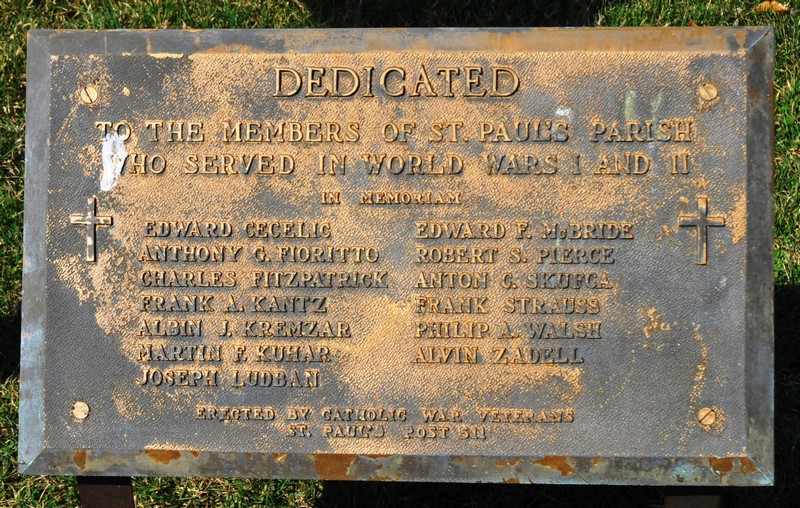 DEDICATED
TO THE MEMBERS OF ST. PAUL'S PARISH
WHO SERVED IN WORLD WARS I AND II
IN MEMORIAM
EDWARD CECELIC
ANTHONY G. FIORITTO
CHARLES FITZPATRICK
FRANK A. KANTZ
ALBIN J. KREMZAR
MARTIN F. KUHAR
JOSEPH LUDBAN
EDWARD F. McBRIDE
ROBERT S. PIERCE
ANTON C. SKUFCA
FRANK STRAUSS
PHILIP A. WALSH
ALVIN ZADELL
ERECTED BY CATHOLIC WAR VETERANS
ST. PAUL'S POST 511